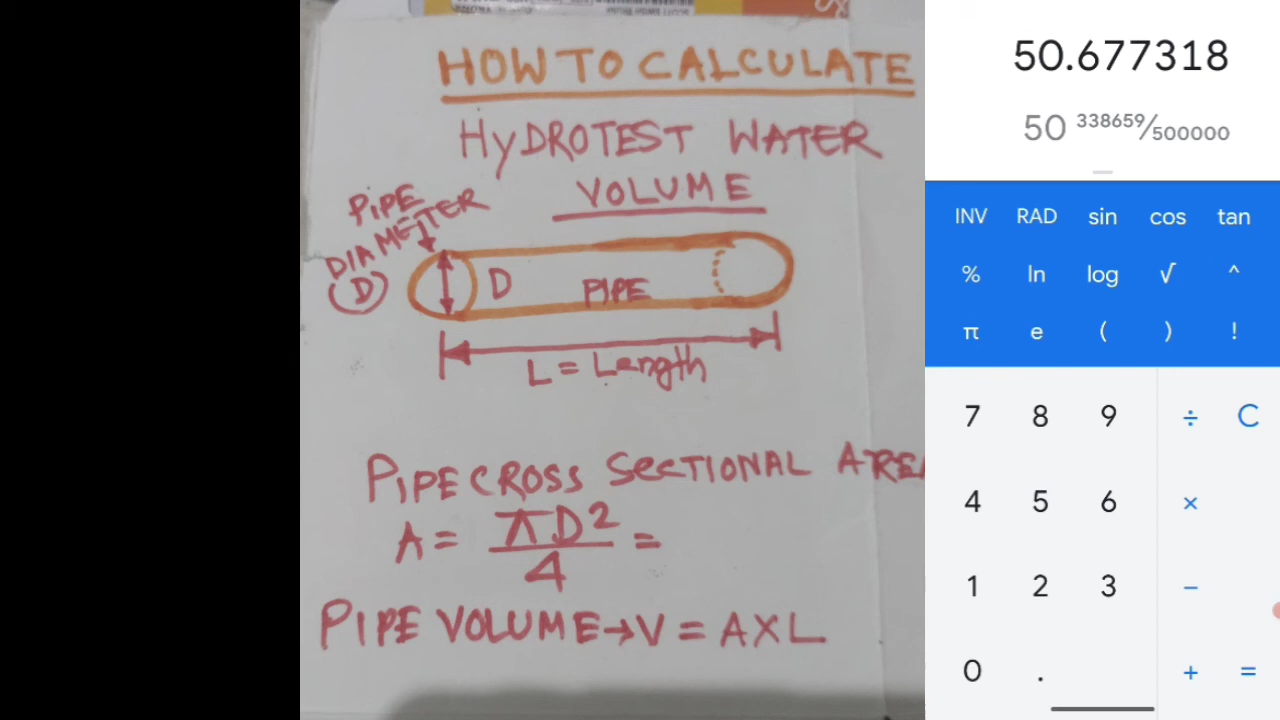 HOW TO CALCULATE
HyDROTEST WATER
VOLUME
PIPE
DIAMETER
D
D
PIPE
L = Length
PIPE CROSS SECTIONAL AREA
A = πD²/4 =
PIPE VOLUME → V = A X L
50.677318
50 338659/500000
INV RAD sin cos tan
% ln log √ ^
π e ( ) !
7 8 9 ÷ C
4 5 6 ×
1 2 3 −
0 . + =